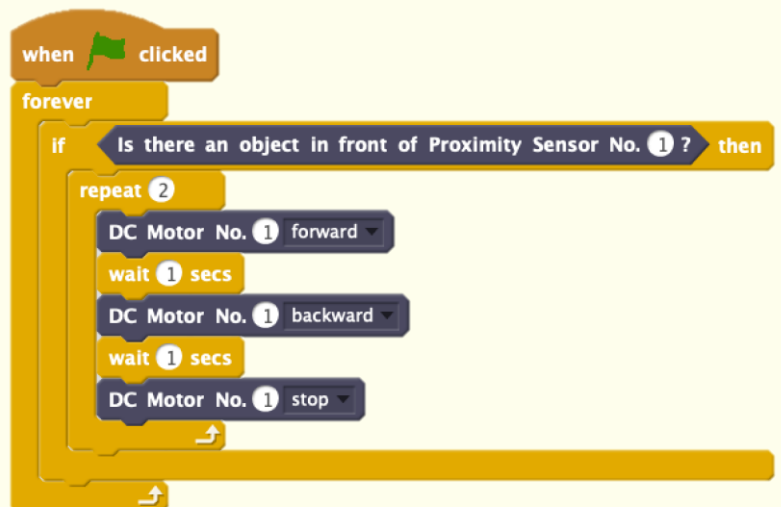 when clicked
forever
if Is there an object in front of Proximity Sensor No. 1 ? then
repeat 2
DC Motor No. 1 forward
wait 1 secs
DC Motor No. 1 backward
wait 1 secs
DC Motor No. 1 stop